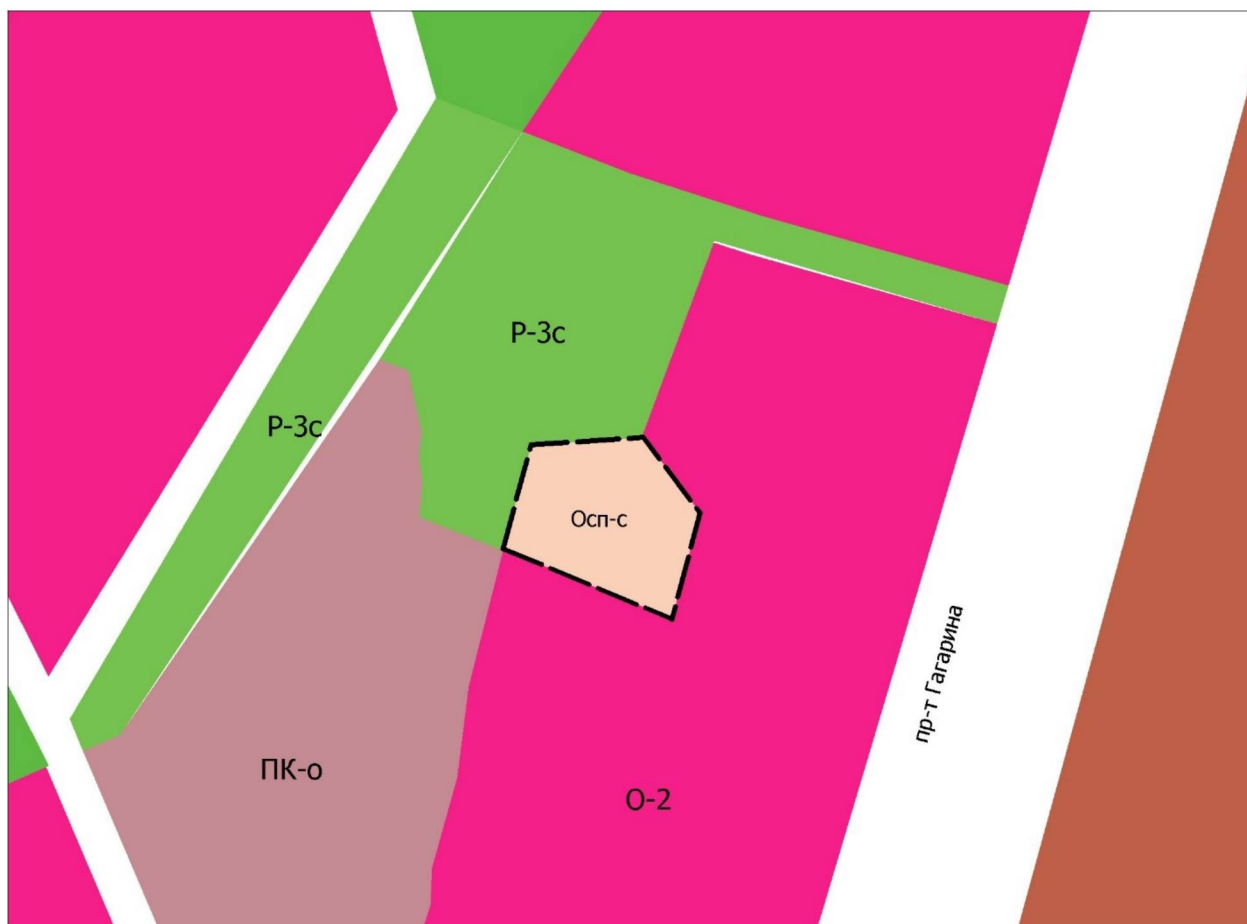 Р-3с
Р-3с
Осп-с
пр-т Гагарина
ПК-о
О-2